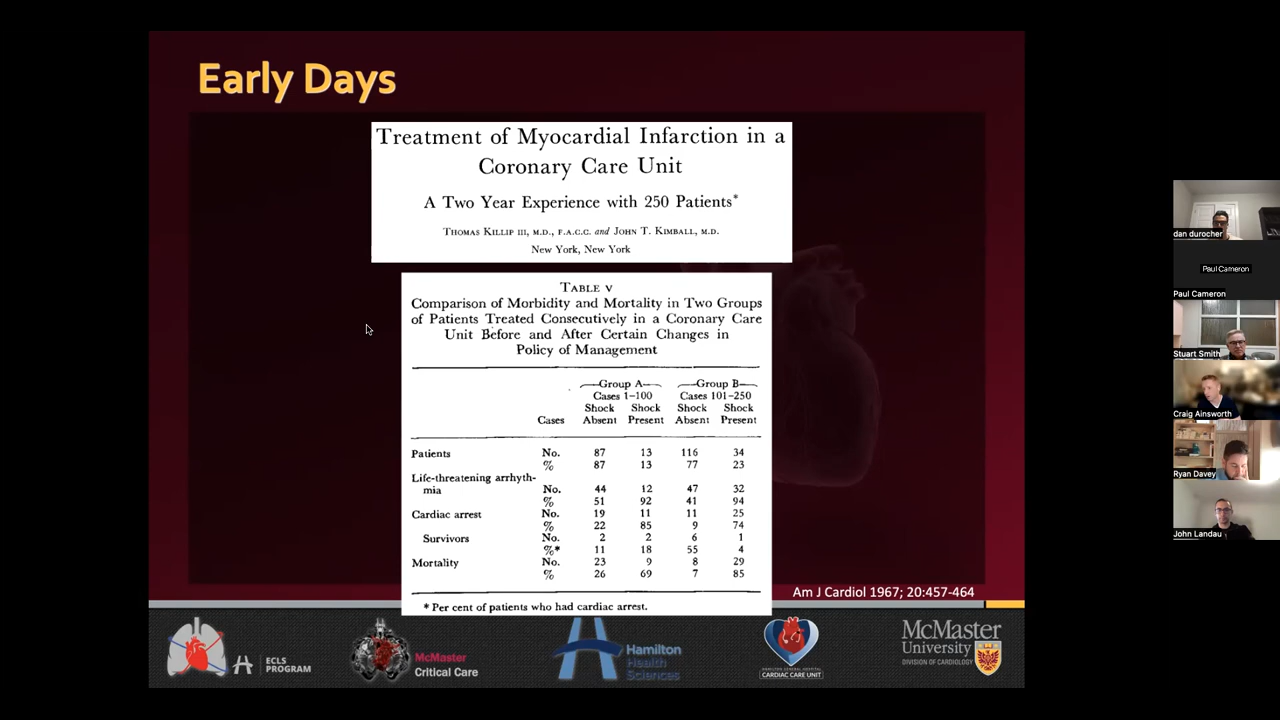 Early Days
Treatment of Myocardial Infarction in a
Coronary Care Unit
A Two Year Experience with 250 Patients*
THOMAS KILLIP III, M.D., F.A.C.C. and JOHN T. KIMBALL, M.D.
New York, New York
TABLE V
Comparison of Morbidity and Mortality in Two Groups
of Patients Treated Consecutively in a Coronary Care
Unit Before and After Certain Changes in
Policy of Management
Group A Group B
Cases 1–100 Cases 101–250
Shock Shock Shock Shock
Cases Absent Present Absent Present
Patients No. 87 13 116 34
% 87 13 77 23
Life-threatening arrhyth-
mia No. 44 12 47 32
% 51 92 41 94
Cardiac arrest No. 19 11 11 25
% 22 85 9 74
Survivors No. 2 2 6 1
%* 11 18 55 4
Mortality No. 23 9 8 29
% 26 69 7 85
* Per cent of patients who had cardiac arrest.
Am J Cardiol 1967; 20:457-464
ECLS
PROGRAM
McMaster
Critical Care
Hamilton
Health
Sciences
HAMILTON GENERAL HOSPITAL
CARDIAC CARE UNIT
McMaster
University
DIVISION OF CARDIOLOGY
dan durocher
Paul Cameron
Paul Cameron
Stuart Smith
Craig Ainsworth
Ryan Davey
John Landau